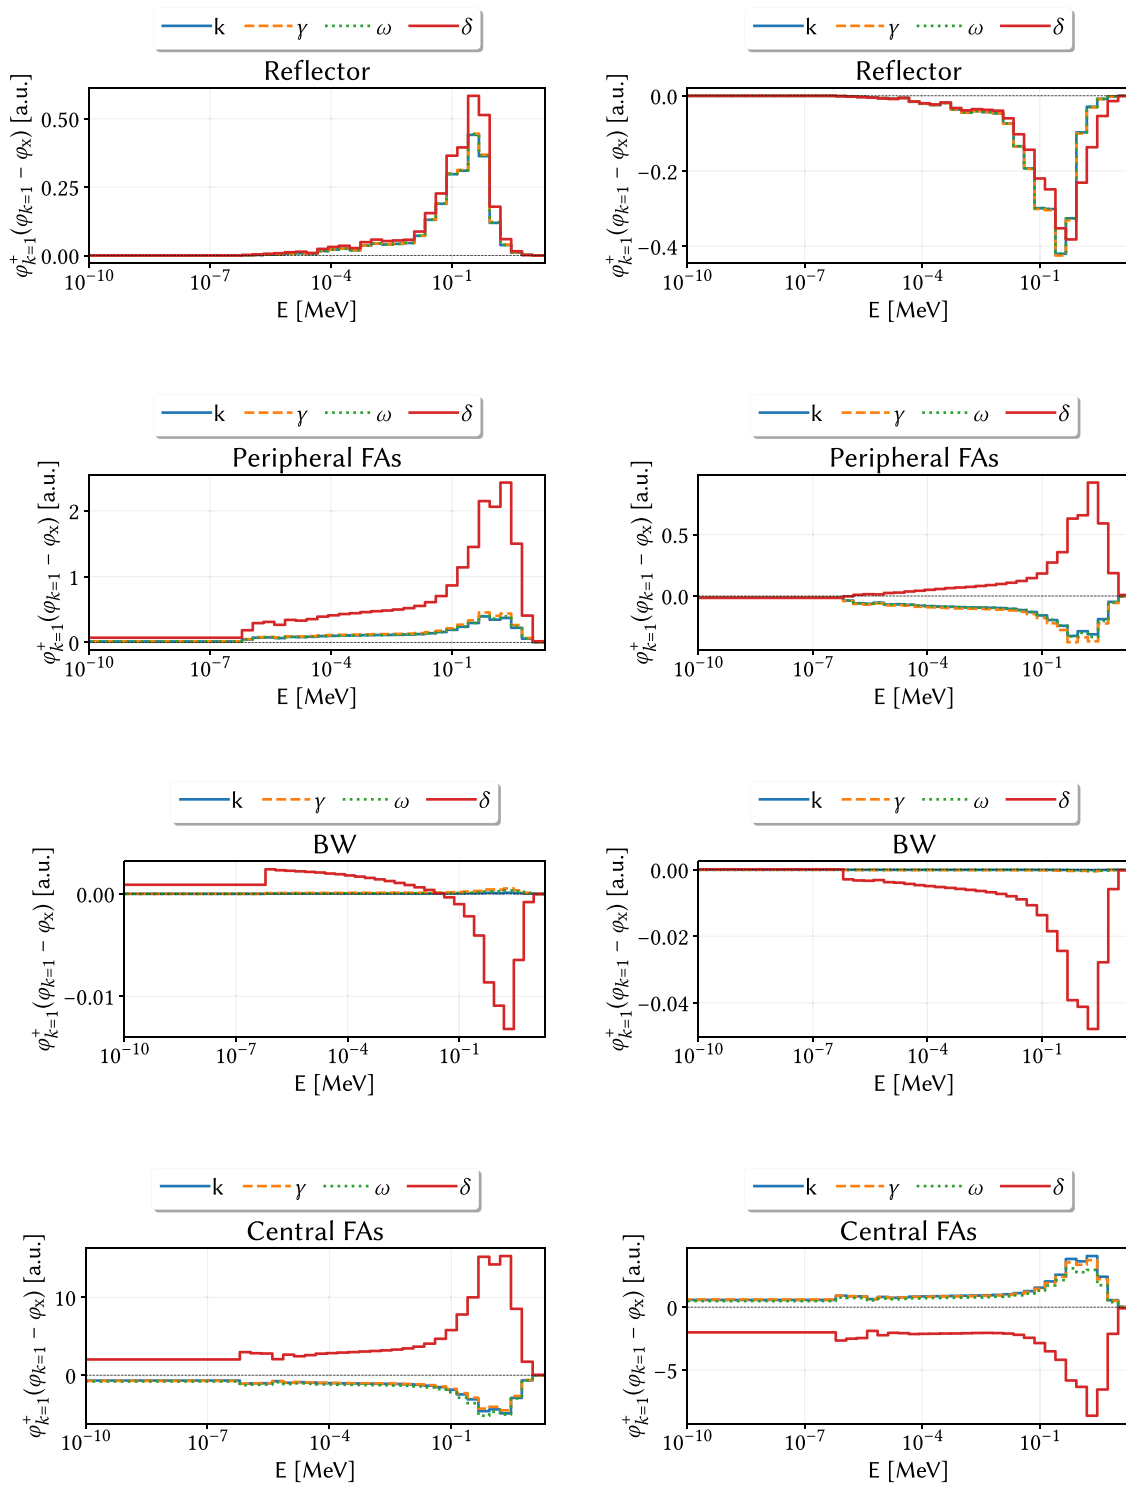 k γ ω δ
Reflector
φ⁺ₖ₌₁(φₖ₌₁ − φₓ) [a.u.]
0.50
0.25
0.00
10⁻¹⁰ 10⁻⁷ 10⁻⁴ 10⁻¹
E [MeV]
k γ ω δ
Reflector
φ⁺ₖ₌₁(φₖ₌₁ − φₓ) [a.u.]
0.0
−0.2
−0.4
10⁻¹⁰ 10⁻⁷ 10⁻⁴ 10⁻¹
E [MeV]
k γ ω δ
Peripheral FAs
φ⁺ₖ₌₁(φₖ₌₁ − φₓ) [a.u.]
2
1
0
10⁻¹⁰ 10⁻⁷ 10⁻⁴ 10⁻¹
E [MeV]
k γ ω δ
Peripheral FAs
φ⁺ₖ₌₁(φₖ₌₁ − φₓ) [a.u.]
0.5
0.0
10⁻¹⁰ 10⁻⁷ 10⁻⁴ 10⁻¹
E [MeV]
k γ ω δ
BW
φ⁺ₖ₌₁(φₖ₌₁ − φₓ) [a.u.]
0.00
−0.01
10⁻¹⁰ 10⁻⁷ 10⁻⁴ 10⁻¹
E [MeV]
k γ ω δ
BW
φ⁺ₖ₌₁(φₖ₌₁ − φₓ) [a.u.]
0.00
−0.02
−0.04
10⁻¹⁰ 10⁻⁷ 10⁻⁴ 10⁻¹
E [MeV]
k γ ω δ
Central FAs
φ⁺ₖ₌₁(φₖ₌₁ − φₓ) [a.u.]
10
0
10⁻¹⁰ 10⁻⁷ 10⁻⁴ 10⁻¹
E [MeV]
k γ ω δ
Central FAs
φ⁺ₖ₌₁(φₖ₌₁ − φₓ) [a.u.]
0
−5
10⁻¹⁰ 10⁻⁷ 10⁻⁴ 10⁻¹
E [MeV]